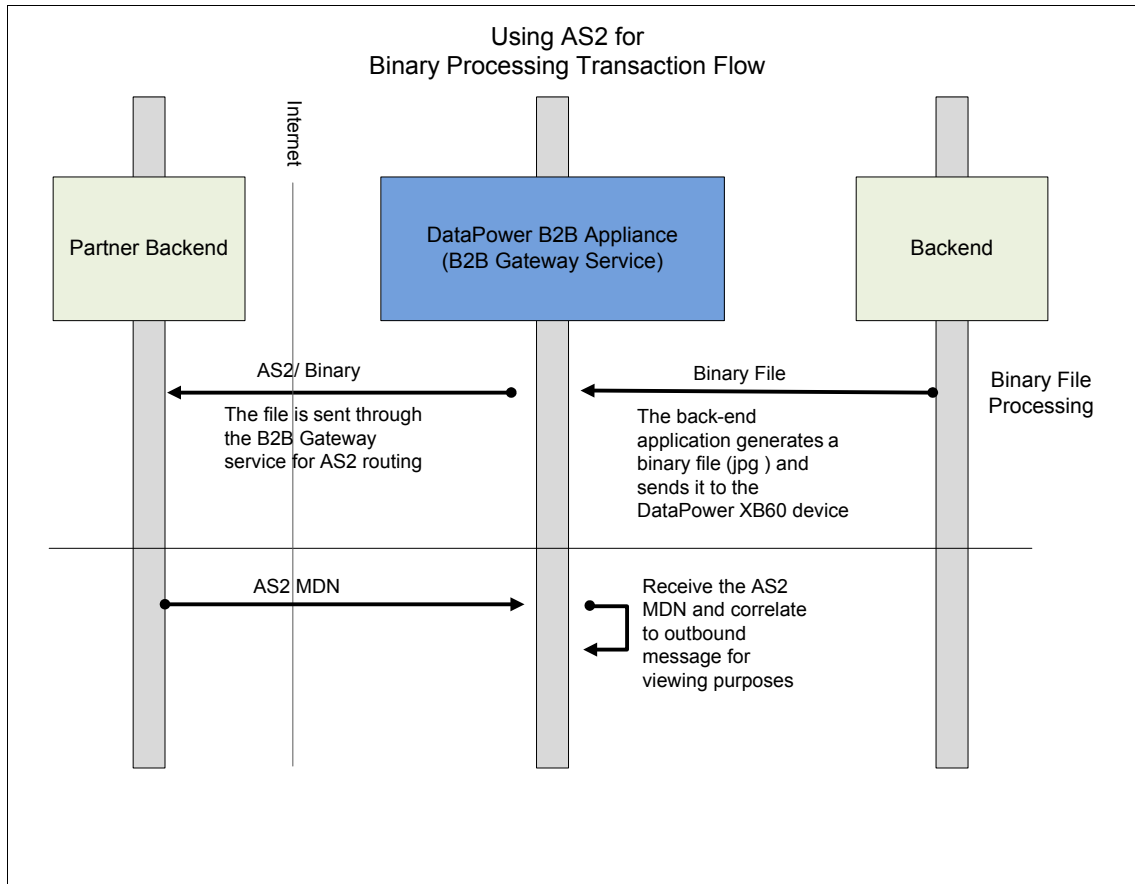 Using AS2 for
Binary Processing Transaction Flow
Internet
Partner Backend
DataPower B2B Appliance
(B2B Gateway Service)
Backend
AS2/ Binary
The file is sent through
the B2B Gateway
service for AS2 routing
Binary File
The back-end
application generates a
binary file (jpg ) and
sends it to the
DataPower XB60 device
Binary File
Processing
AS2 MDN
Receive the AS2
MDN and correlate
to outbound
message for
viewing purposes